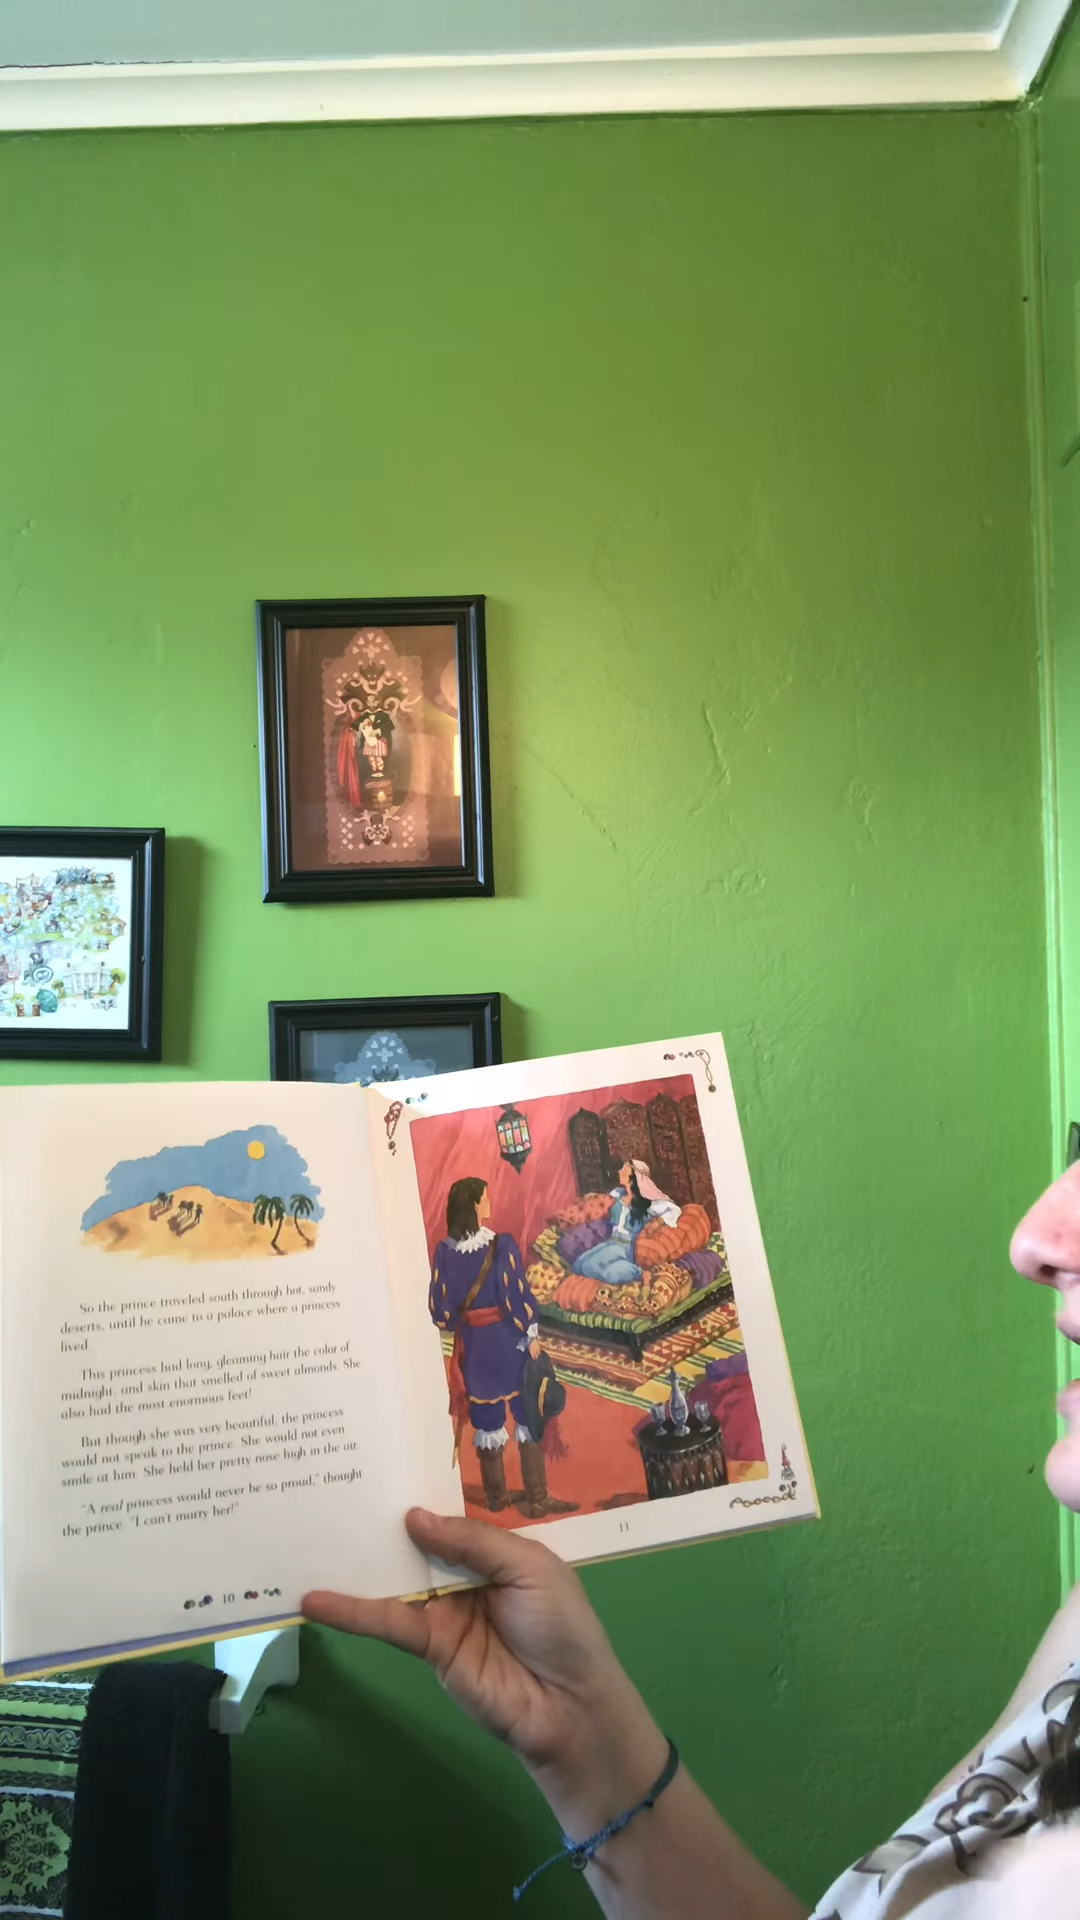 So the prince traveled south through hot, sandy
deserts, until he came to a palace where a princess
lived.
This princess had long, gleaming hair the color of
midnight, and skin that smelled of sweet almonds. She
also had the most enormous feet!
But though she was very beautiful, the princess
would not speak to the prince. She would not even
smile at him. She held her pretty nose high in the air.
"A real princess would never be so proud," thought
the prince. "I can't marry her!"
10
11